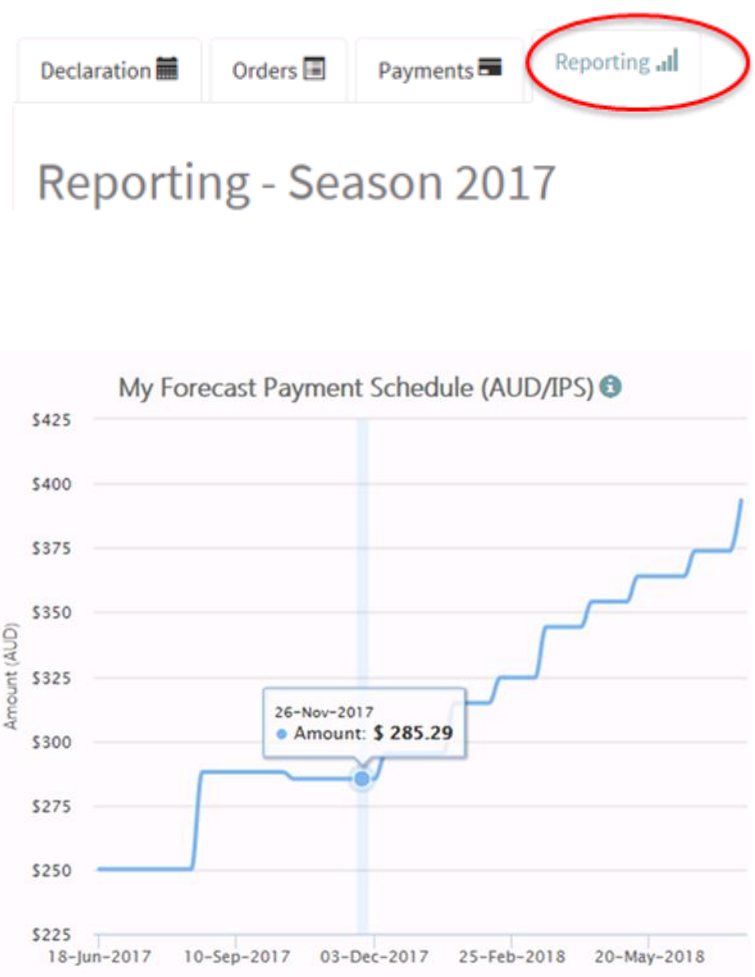 Declaration
Orders
Payments
Reporting
Reporting - Season 2017
My Forecast Payment Schedule (AUD/IPS)
$425
$400
$375
$350
$325
$300
$275
$250
$225
Amount (AUD)
26-Nov-2017
Amount: $ 285.29
18-Jun-2017 10-Sep-2017 03-Dec-2017 25-Feb-2018 20-May-2018